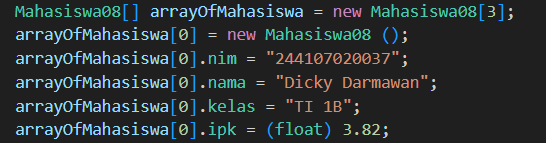 Mahasiswa08[] arrayOfMahasiswa = new Mahasiswa08[3];
arrayOfMahasiswa[0] = new Mahasiswa08 ();
arrayOfMahasiswa[0].nim = "244107020037";
arrayOfMahasiswa[0].nama = "Dicky Darmawan";
arrayOfMahasiswa[0].kelas = "TI 1B";
arrayOfMahasiswa[0].ipk = (float) 3.82;